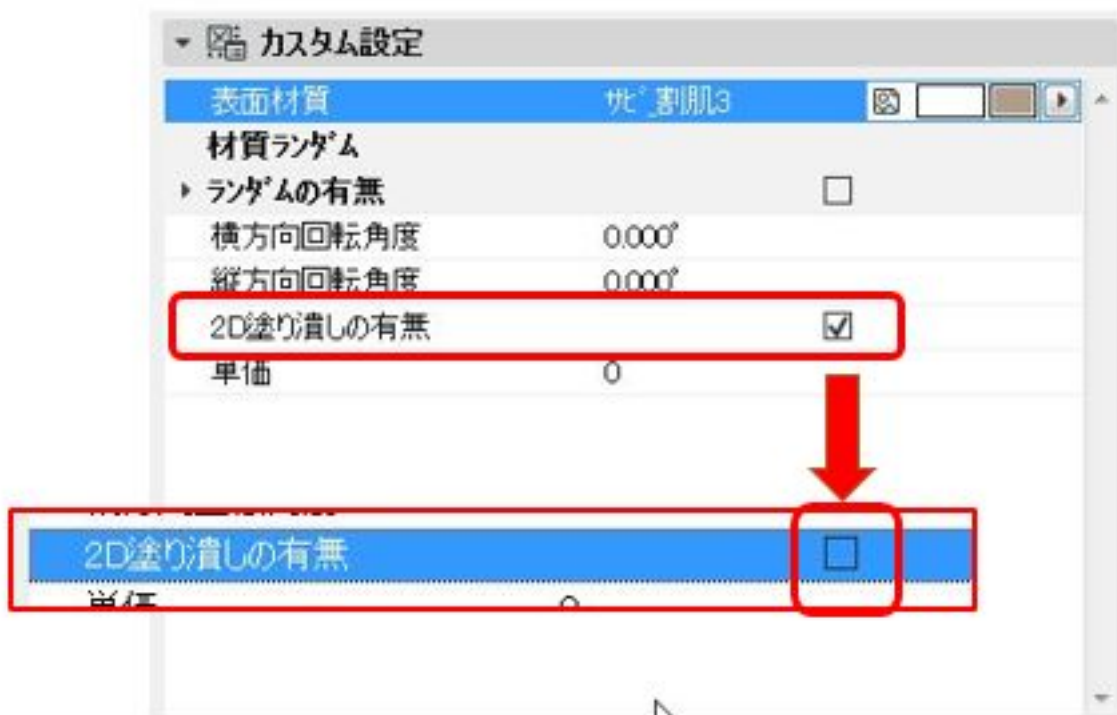 カスタム設定
表面材質 ｻﾋﾞ_割肌3
材質ﾗﾝﾀﾞﾑ
ﾗﾝﾀﾞﾑの有無
横方向回転角度 0.000°
縦方向回転角度 0.000°
2D塗り潰しの有無
単価 0
2D塗り潰しの有無
単価 0